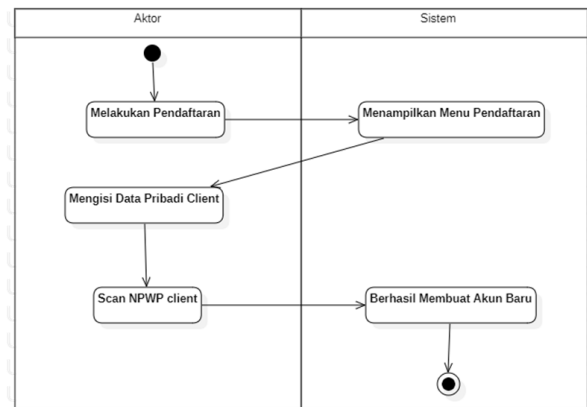 Aktor
Sistem
Melakukan Pendaftaran
Menampilkan Menu Pendaftaran
Mengisi Data Pribadi Client
Scan NPWP client
Berhasil Membuat Akun Baru